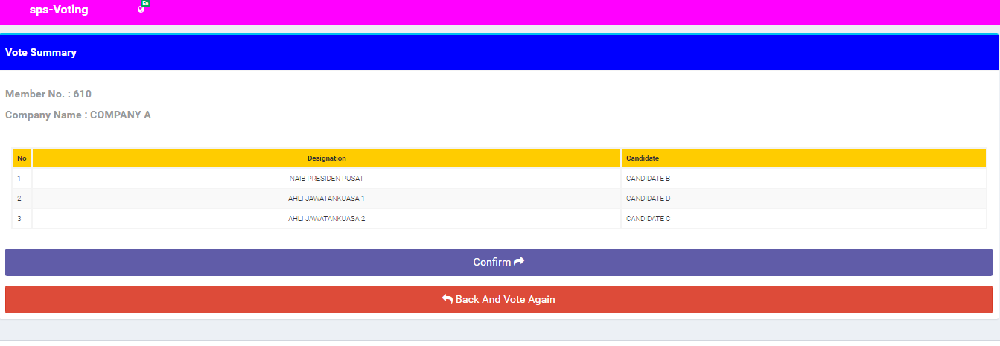 sps-Voting
En
Vote Summary
Member No. : 610
Company Name : COMPANY A
No Designation Candidate
1 NAIB PRESIDEN PUSAT CANDIDATE B
2 AHLI JAWATANKUASA 1 CANDIDATE D
3 AHLI JAWATANKUASA 2 CANDIDATE C
Confirm
Back And Vote Again